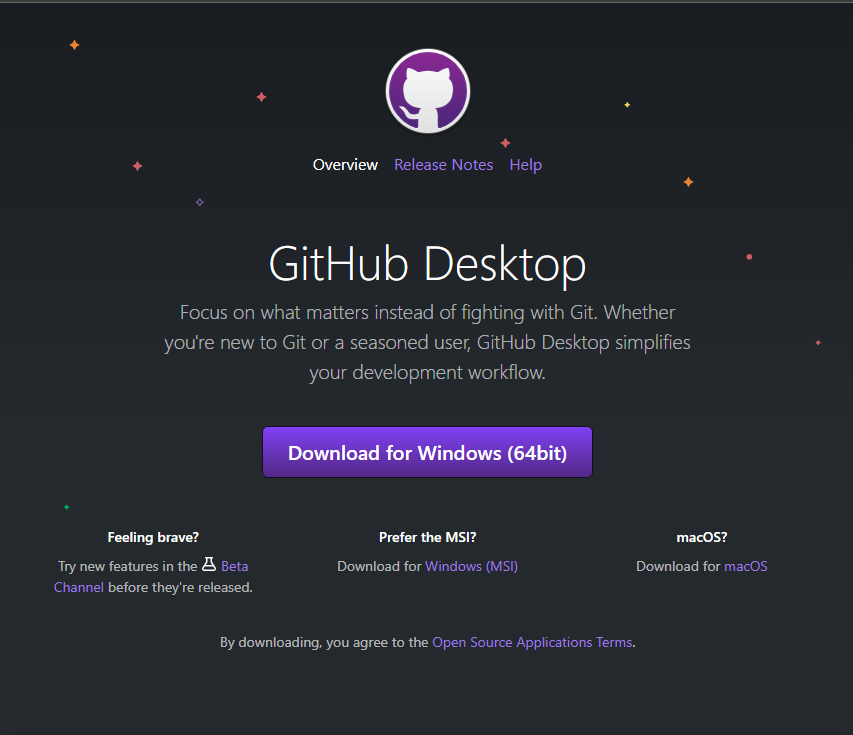 Overview Release Notes Help
GitHub Desktop
Focus on what matters instead of fighting with Git. Whether
you're new to Git or a seasoned user, GitHub Desktop simplifies
your development workflow.
Download for Windows (64bit)
Feeling brave?
Try new features in the Beta
Channel before they're released.
Prefer the MSI?
Download for Windows (MSI)
macOS?
Download for macOS
By downloading, you agree to the Open Source Applications Terms.